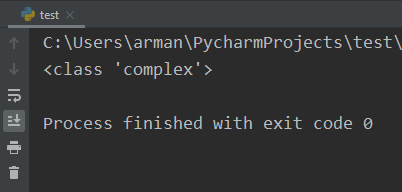 test
C:\Users\arman\PycharmProjects\test\
<class 'complex'>
Process finished with exit code 0